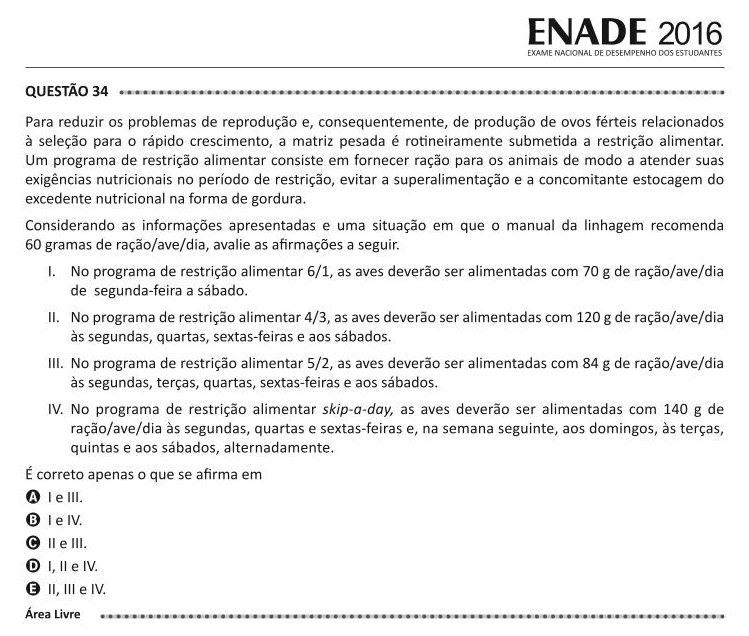 ENADE 2016
EXAME NACIONAL DE DESEMPENHO DOS ESTUDANTES
QUESTÃO 34
Para reduzir os problemas de reprodução e, consequentemente, de produção de ovos férteis relacionados
à seleção para o rápido crescimento, a matriz pesada é rotineiramente submetida a restrição alimentar.
Um programa de restrição alimentar consiste em fornecer ração para os animais de modo a atender suas
exigências nutricionais no período de restrição, evitar a superalimentação e a concomitante estocagem do
excedente nutricional na forma de gordura.
Considerando as informações apresentadas e uma situação em que o manual da linhagem recomenda
60 gramas de ração/ave/dia, avalie as afirmações a seguir.
I. No programa de restrição alimentar 6/1, as aves deverão ser alimentadas com 70 g de ração/ave/dia
de segunda-feira a sábado.
II. No programa de restrição alimentar 4/3, as aves deverão ser alimentadas com 120 g de ração/ave/dia
às segundas, quartas, sextas-feiras e aos sábados.
III. No programa de restrição alimentar 5/2, as aves deverão ser alimentadas com 84 g de ração/ave/dia
às segundas, terças, quartas, sextas-feiras e aos sábados.
IV. No programa de restrição alimentar skip-a-day, as aves deverão ser alimentadas com 140 g de
ração/ave/dia às segundas, quartas e sextas-feiras e, na semana seguinte, aos domingos, às terças,
quintas e aos sábados, alternadamente.
É correto apenas o que se afirma em
A I e III.
B I e IV.
C II e III.
D I, II e IV.
E II, III e IV.
Área Livre